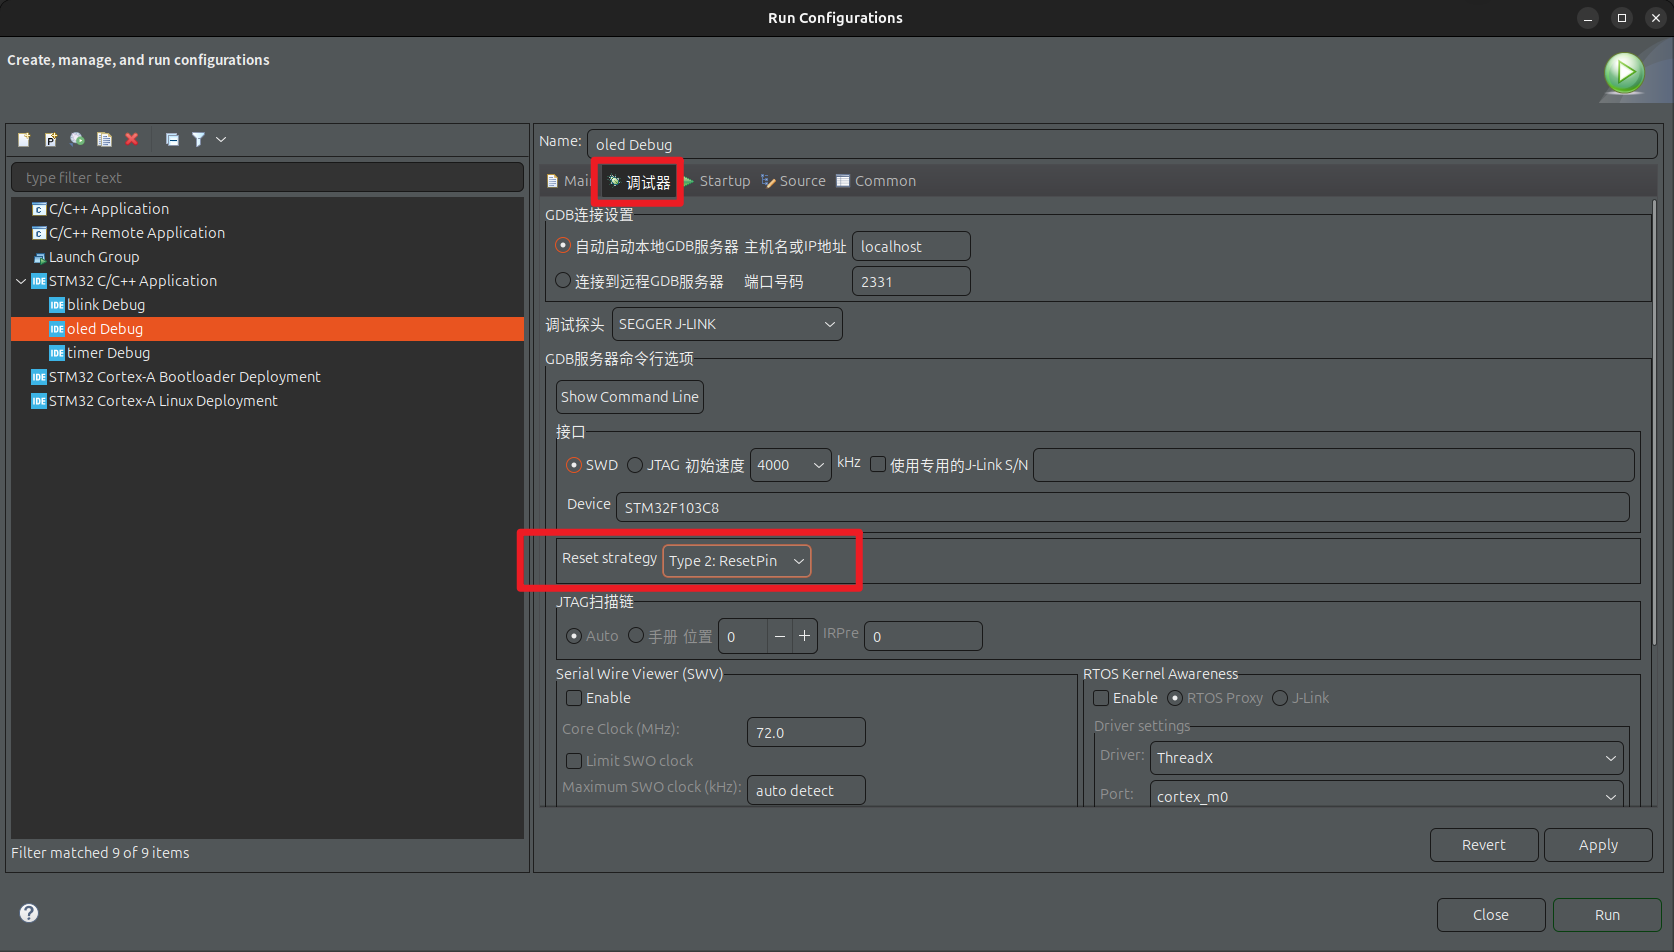 Run Configurations
Create, manage, and run configurations
type filter text
C/C++ Application
C/C++ Remote Application
Launch Group
IDE STM32 C/C++ Application
IDE blink Debug
IDE oled Debug
IDE timer Debug
IDE STM32 Cortex-A Bootloader Deployment
IDE STM32 Cortex-A Linux Deployment
Filter matched 9 of 9 items
Name: oled Debug
Main 调试器 Startup Source Common
GDB连接设置
自动启动本地GDB服务器 主机名或IP地址 localhost
连接到远程GDB服务器 端口号码 2331
调试探头 SEGGER J-LINK
GDB服务器命令行选项
Show Command Line
接口
SWD JTAG 初始速度 4000 kHz 使用专用的J-Link S/N
Device STM32F103C8
Reset strategy Type 2: ResetPin
JTAG扫描链
Auto 手册 位置 0 − + IRPre 0
Serial Wire Viewer (SWV)
Enable
Core Clock (MHz): 72.0
Limit SWO clock
Maximum SWO clock (kHz): auto detect
RTOS Kernel Awareness
Enable RTOS Proxy J-Link
Driver settings
Driver: ThreadX
Port: cortex_m0
Revert Apply
Close Run